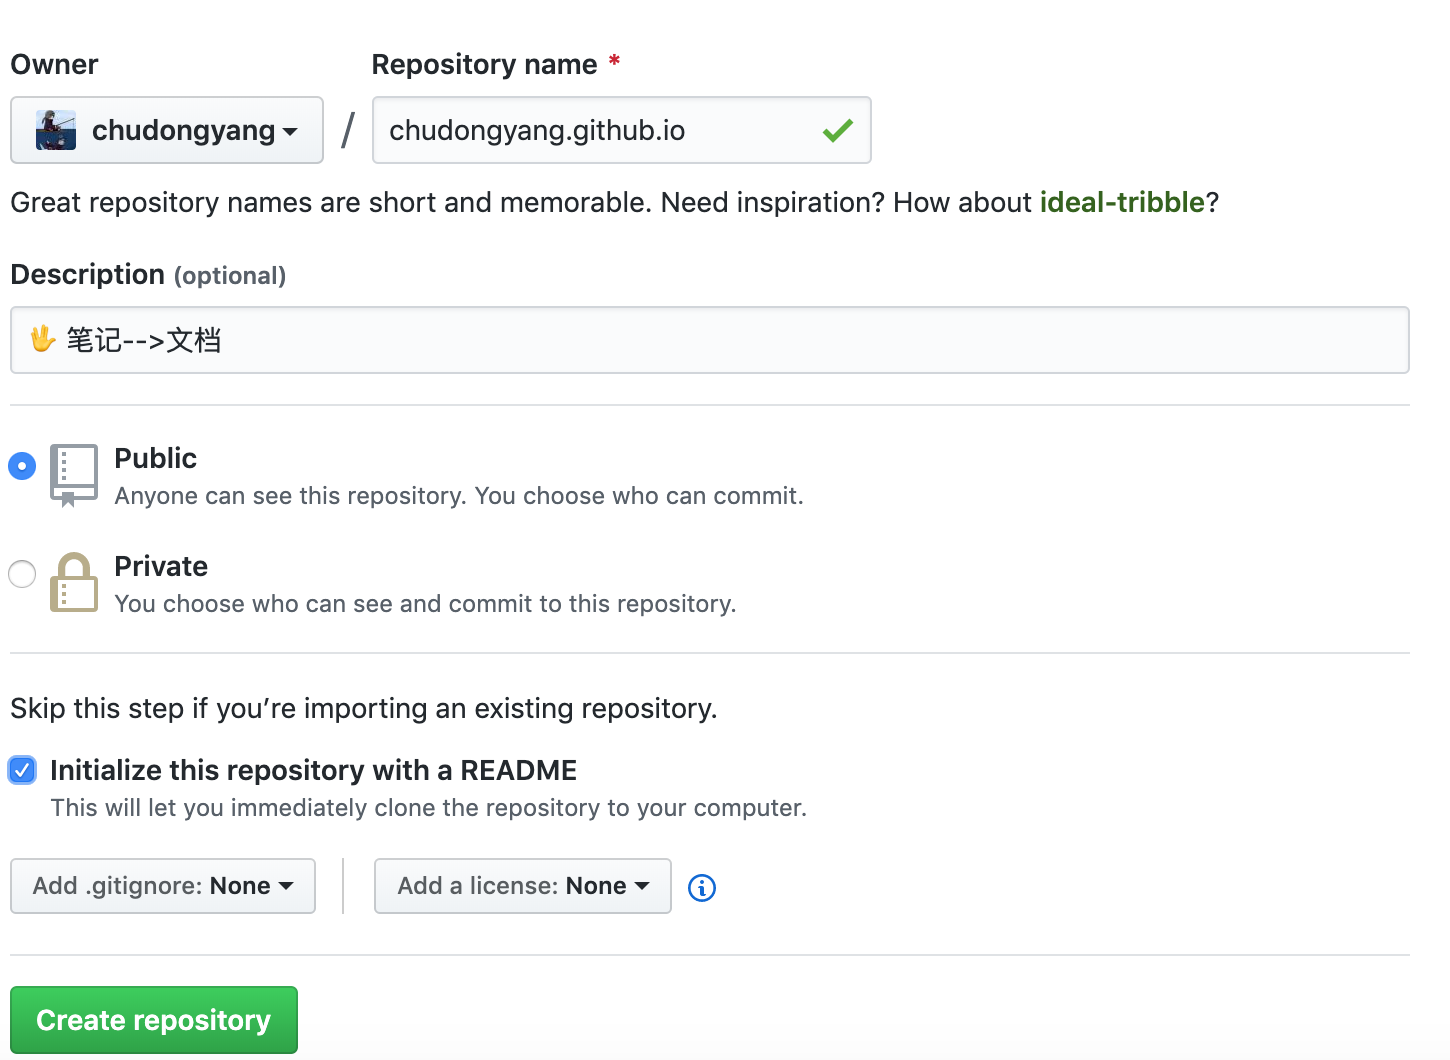 Owner
Repository name *
chudongyang / chudongyang.github.io
Great repository names are short and memorable. Need inspiration? How about ideal-tribble?
Description (optional)
🖖 笔记-->文档
Public
Anyone can see this repository. You choose who can commit.
Private
You choose who can see and commit to this repository.
Skip this step if you’re importing an existing repository.
Initialize this repository with a README
This will let you immediately clone the repository to your computer.
Add .gitignore: None
Add a license: None
Create repository